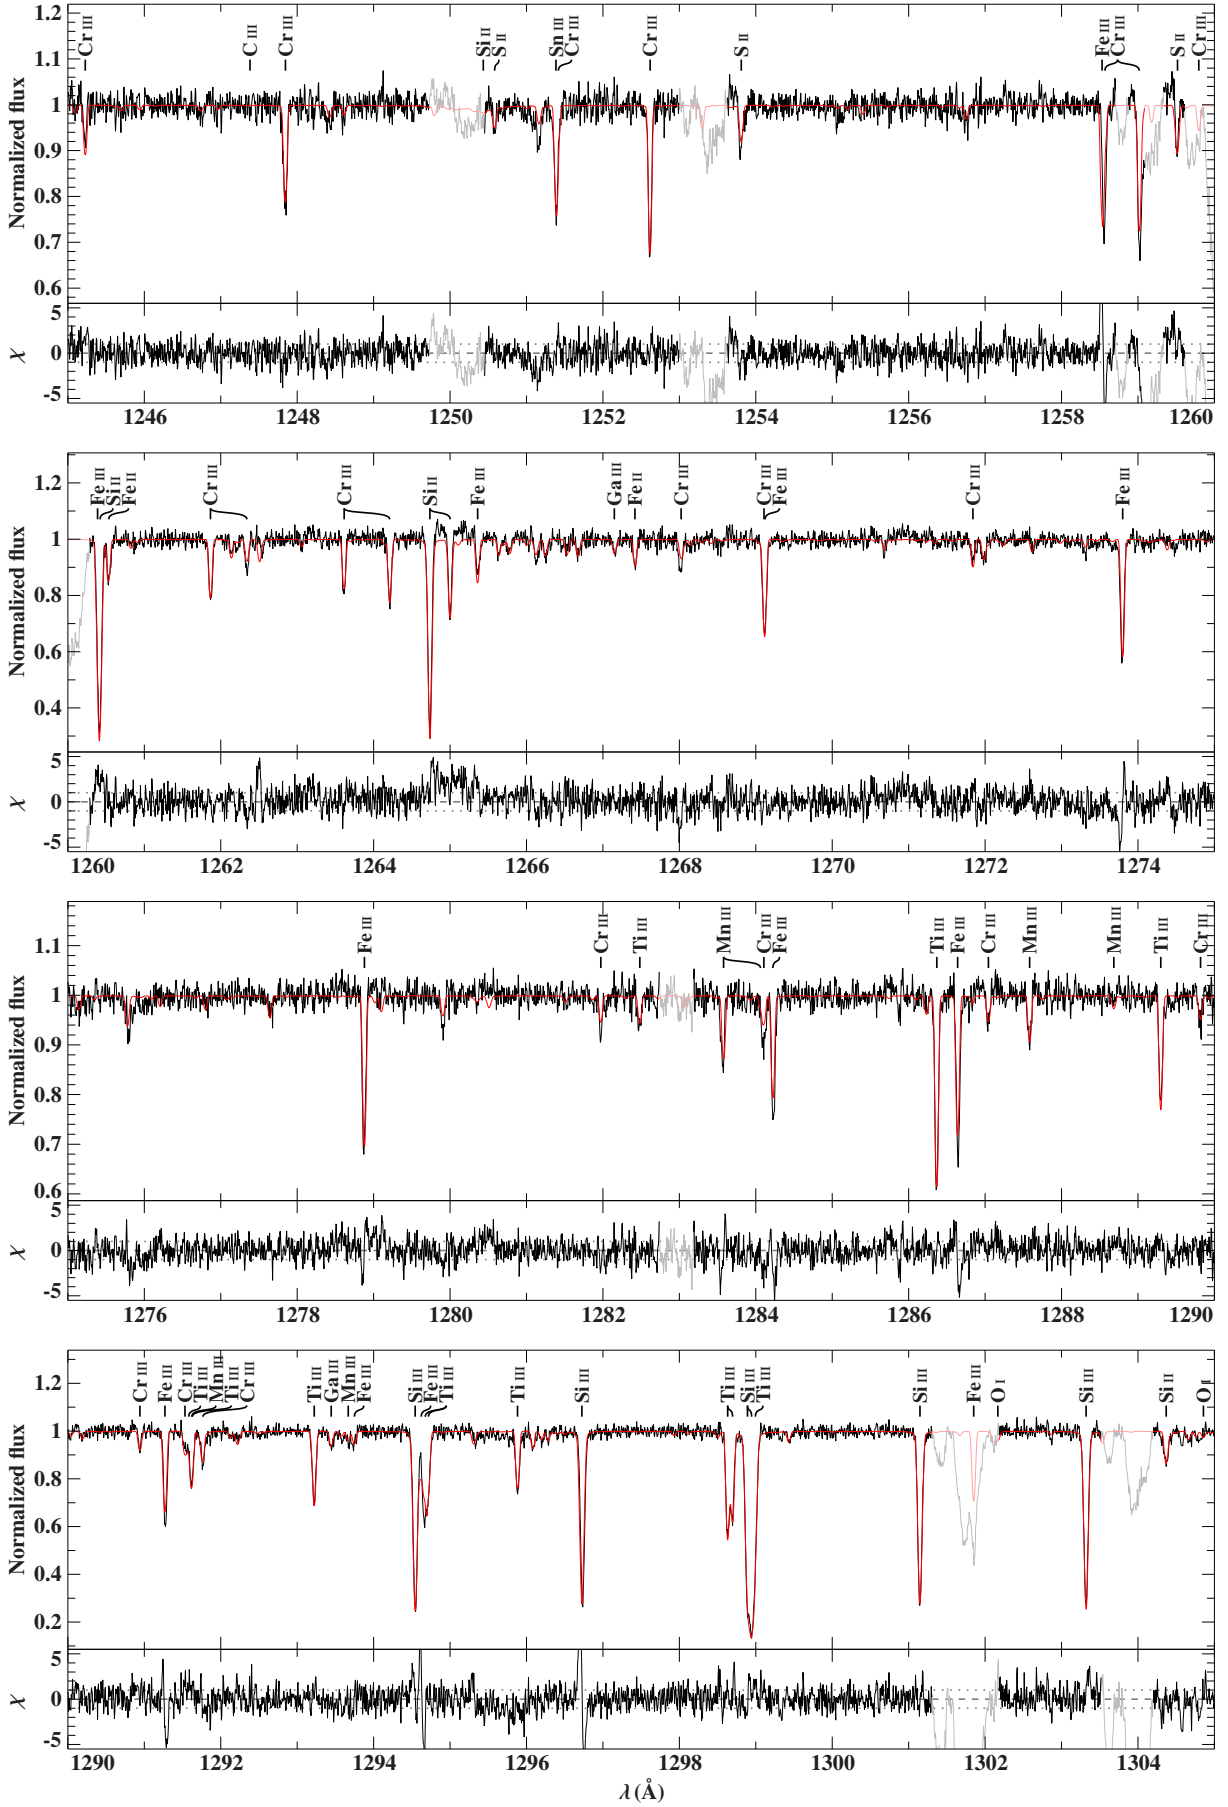 Cr III
C III
Cr III
Si II
S II
Sn III
Cr III
Cr III
S II
Fe III
Cr III
S II
Cr III
Normalized flux
1.2
1.1
1
0.9
0.8
0.7
0.6
χ
5
0
-5
1246 1248 1250 1252 1254 1256 1258 1260
Fe III
Si II
Fe II
Cr III
Cr III
Si II
Fe III
Ga III
Fe II
Cr III
Cr III
Fe III
Cr III
Fe III
Normalized flux
1.2
1
0.8
0.6
0.4
χ
5
0
-5
1260 1262 1264 1266 1268 1270 1272 1274
Fe III
Cr III
Ti III
Mn III
Cr III
Fe III
Ti III
Fe III
Cr III
Mn III
Mn III
Ti III
Cr III
Normalized flux
1.1
1
0.9
0.8
0.7
0.6
χ
5
0
-5
1276 1278 1280 1282 1284 1286 1288 1290
Cr III
Fe III
Cr III
Ti III
Mn III
Ti III
Cr III
Ti III
Ga III
Mn III
Fe III
Si III
Fe III
Ti III
Ti III
Si III
Ti III
Si III
Ti III
Si III
Fe III
O I
Si III
Si II
O I
Normalized flux
1.2
1
0.8
0.6
0.4
0.2
χ
5
0
-5
1290 1292 1294 1296 1298 1300 1302 1304
λ (Å)